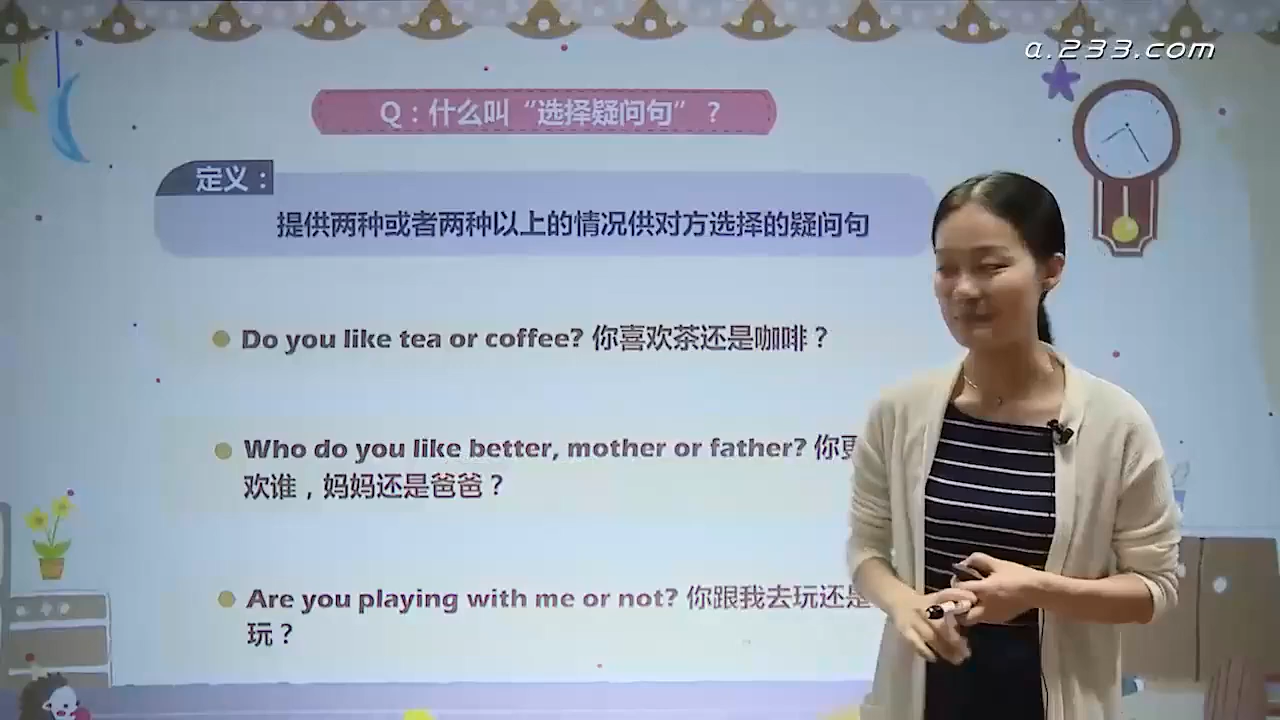 a.233.com
Q：什么叫“选择疑问句”？
定义：
提供两种或者两种以上的情况供对方选择的疑问句
Do you like tea or coffee? 你喜欢茶还是咖啡？
Who do you like better, mother or father? 你更
欢谁，妈妈还是爸爸？
Are you playing with me or not? 你跟我去玩还是
玩？